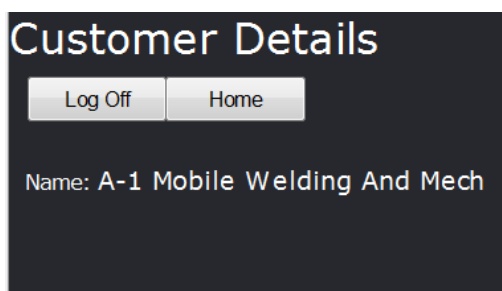 Customer Details
Log Off Home
Name: A-1 Mobile Welding And Mech